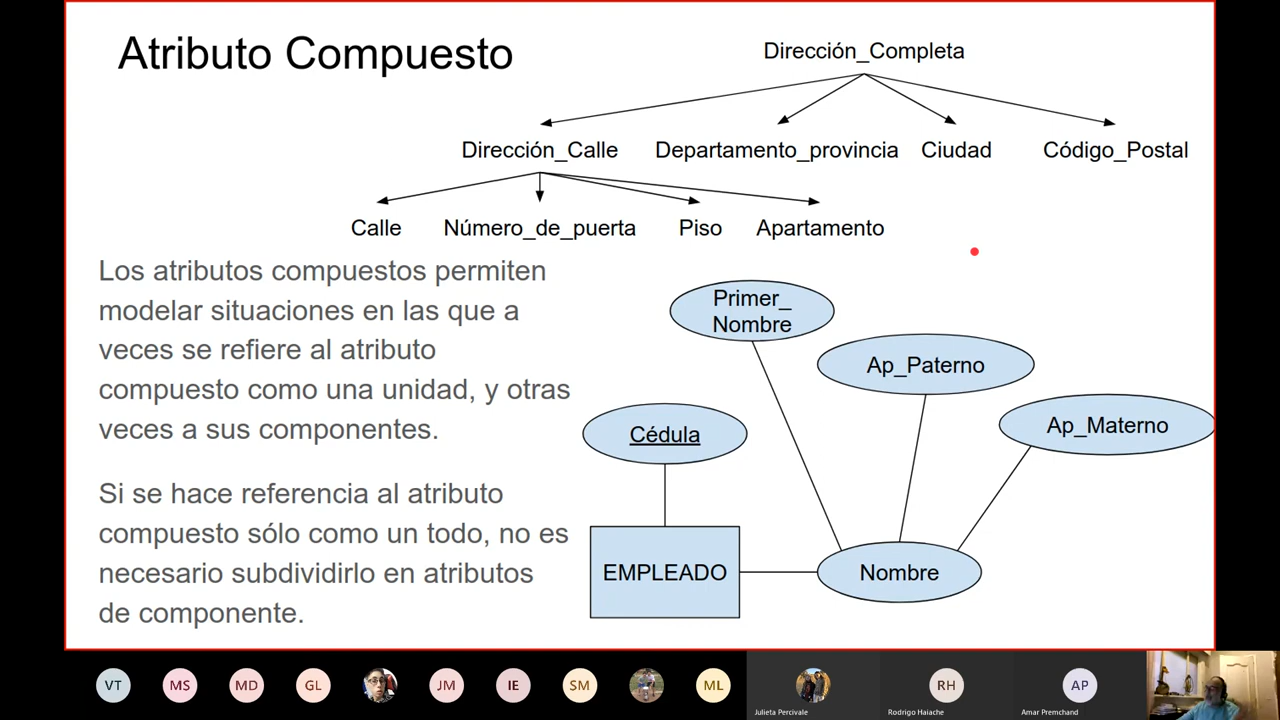 Atributo Compuesto
Dirección_Completa
Dirección_Calle
Departamento_provincia
Ciudad
Código_Postal
Calle
Número_de_puerta
Piso
Apartamento
Los atributos compuestos permiten
modelar situaciones en las que a
veces se refiere al atributo
compuesto como una unidad, y otras
veces a sus componentes.
Si se hace referencia al atributo
compuesto sólo como un todo, no es
necesario subdividirlo en atributos
de componente.
Primer_
Nombre
Ap_Paterno
Ap_Materno
Cédula
EMPLEADO
Nombre
VT
MS
MD
GL
JM
IE
SM
ML
RH
AP
Julieta Percivale
Rodrigo Haiache
Amar Premchand